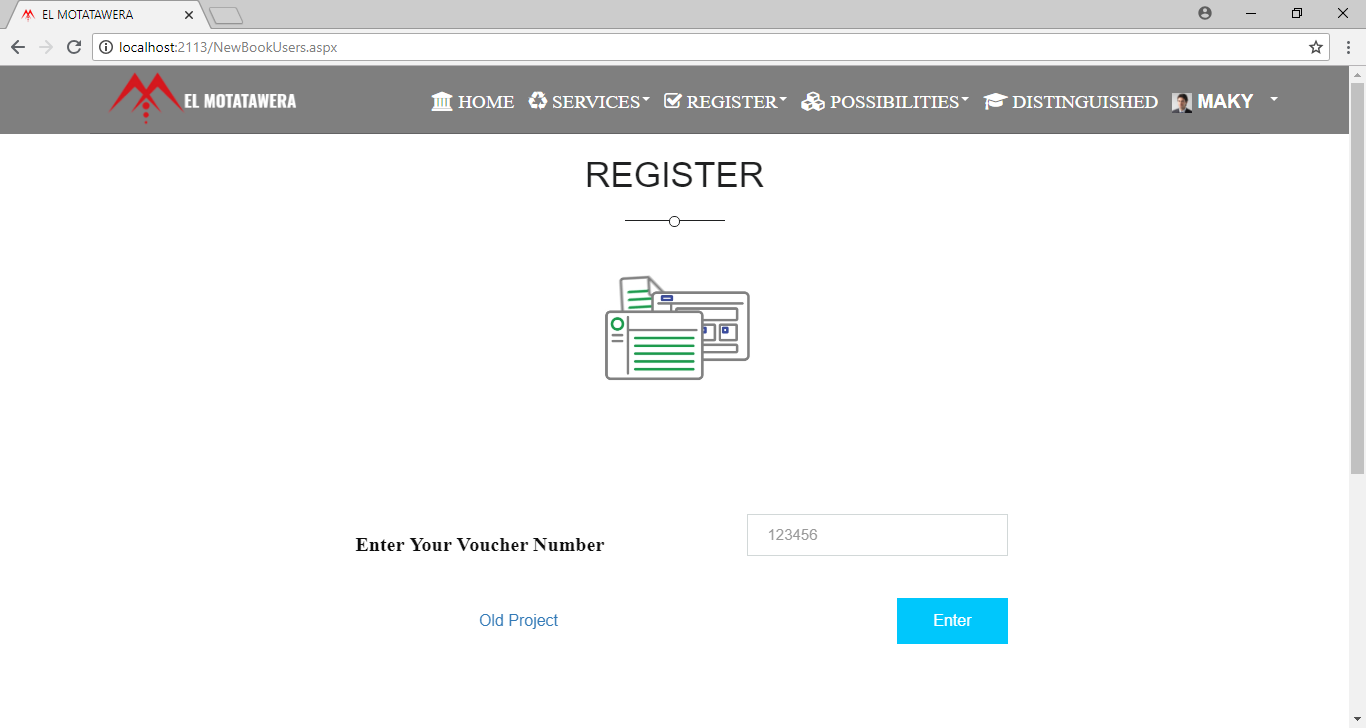 EL MOTATAWERA
localhost:2113/NewBookUsers.aspx
EL MOTATAWERA HOME SERVICES REGISTER POSSIBILITIES DISTINGUISHED MAKY
REGISTER
Enter Your Voucher Number 123456
Old Project Enter